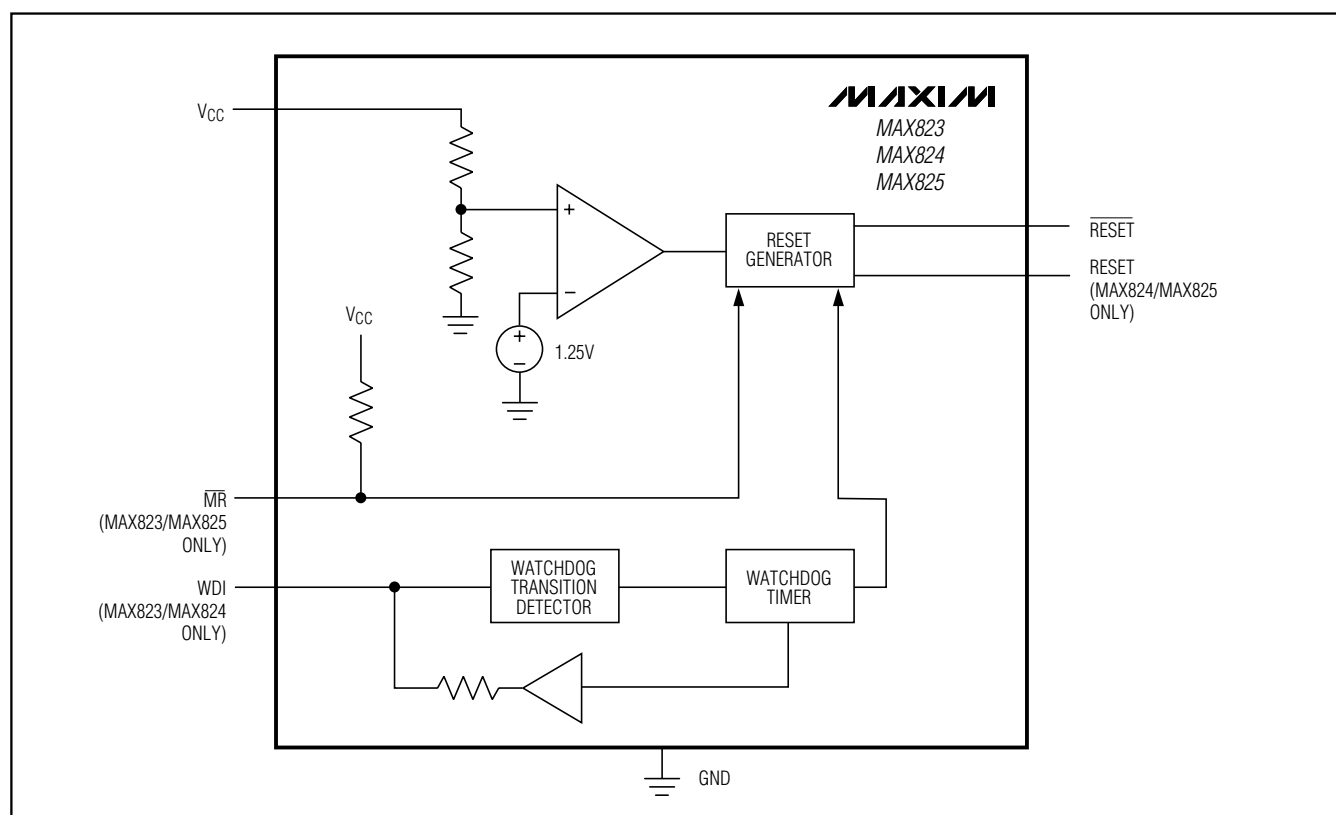 MAXIM
MAX823
MAX824
MAX825
VCC
+
−
RESET
GENERATOR
RESET
RESET
(MAX824/MAX825
ONLY)
VCC
+
−
1.25V
MR
(MAX823/MAX825
ONLY)
WDI
(MAX823/MAX824
ONLY)
WATCHDOG
TRANSITION
DETECTOR
WATCHDOG
TIMER
GND